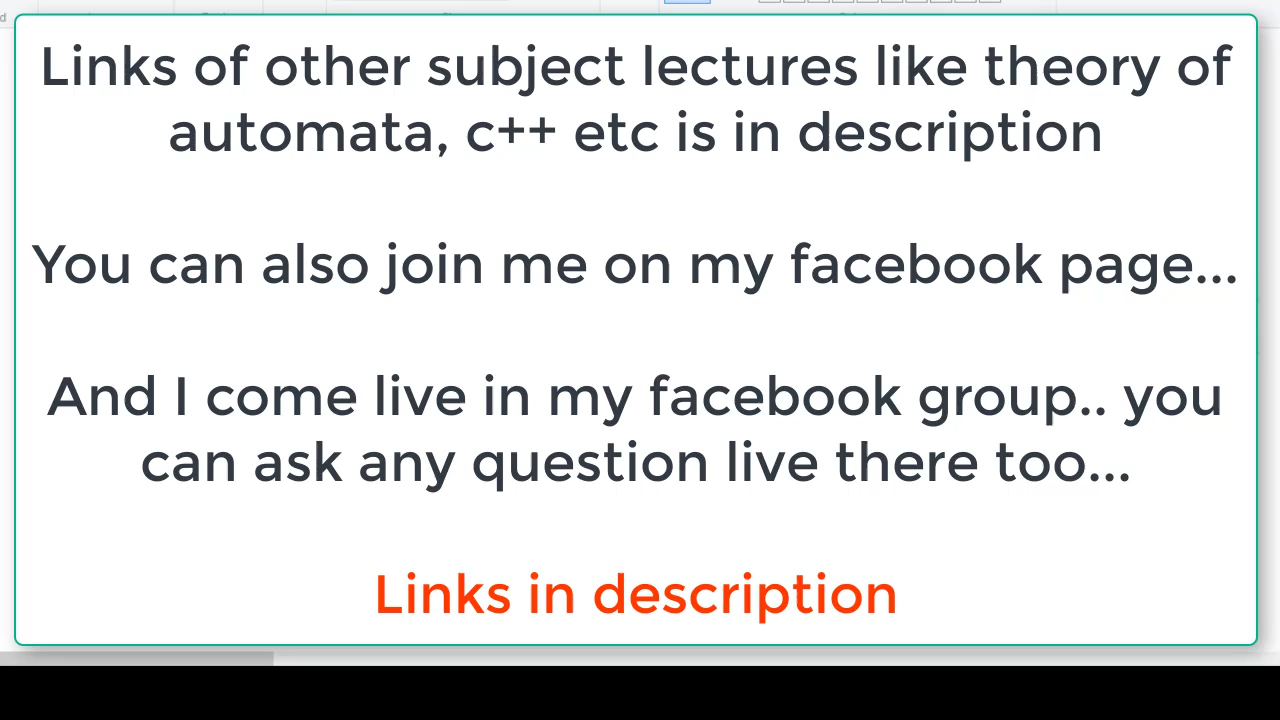 Links of other subject lectures like theory of
automata, c++ etc is in description
You can also join me on my facebook page...
And I come live in my facebook group.. you
can ask any question live there too...
Links in description